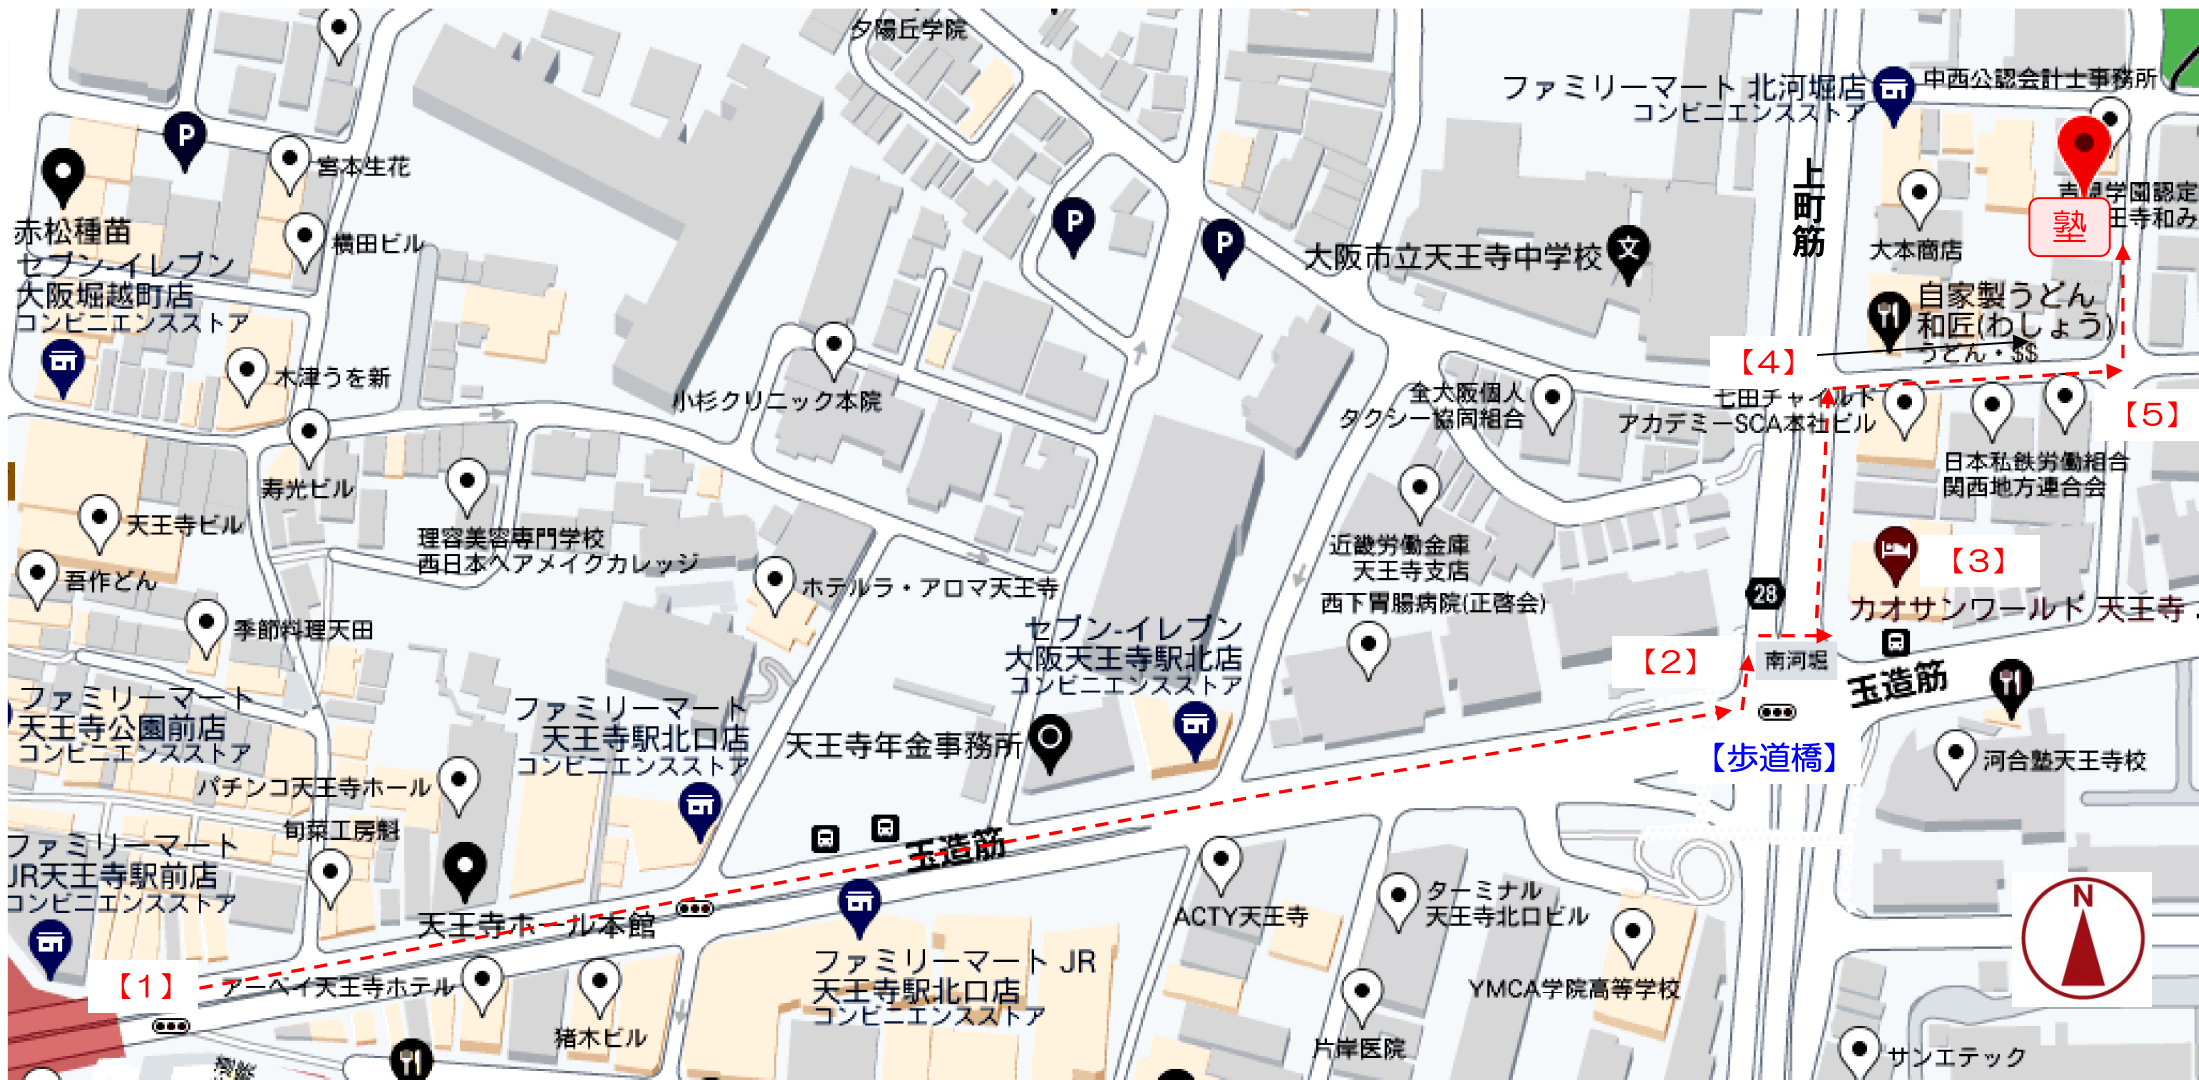 夕陽丘学院
ファミリーマート 北河堀店
コンビニエンスストア
中西公認会計士事務所
宮本生花
赤松種苗
横田ビル
セブン-イレブン
大阪堀越町店
コンビニエンスストア
上町筋
学園認定
王寺和み
塾
大本商店
大阪市立天王寺中学校
文
自家製うどん
和匠(わしょう)
うどん・$$
【4】
木津うを新
小杉クリニック本院
全大阪個人
タクシー協同組合
七田チャイルド
アカデミーSCA本社ビル
【5】
日本私鉄労働組合
関西地方連合会
寿光ビル
天王寺ビル
理容美容専門学校
西日本ヘアメイクカレッジ
近畿労働金庫
天王寺支店
【3】
吾作どん
ホテルラ・アロマ天王寺
西下胃腸病院(正啓会)
28
カオサンワールド 天王寺
季節料理天田
セブン-イレブン
大阪天王寺駅北店
コンビニエンスストア
【2】
南河堀
玉造筋
ファミリーマート
天王寺公園前店
コンビニエンスストア
ファミリーマート
天王寺駅北口店
コンビニエンスストア
天王寺年金事務所
【歩道橋】
河合塾天王寺校
パチンコ天王寺ホール
旬菜工房魁
ファミリーマート
JR天王寺駅前店
コンビニエンスストア
玉造筋
天王寺ホール本館
ACTY天王寺
ターミナル
天王寺北口ビル
N
【1】
アーベイ天王寺ホテル
ファミリーマート JR
天王寺駅北口店
コンビニエンスストア
YMCA学院高等学校
猪木ビル
片岸医院
サンエテック
P
P
P